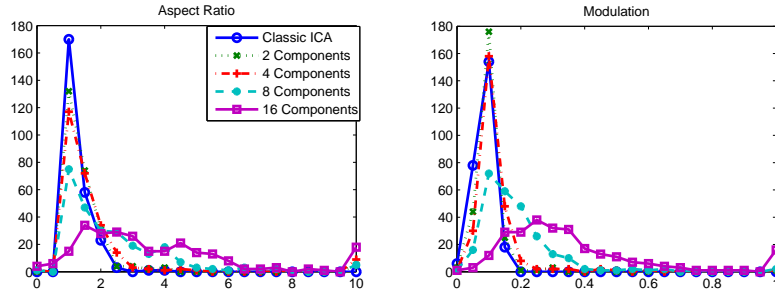 Aspect Ratio
180
160
140
120
100
80
60
40
20
0
0 2 4 6 8 10
Classic ICA
2 Components
4 Components
8 Components
16 Components
Modulation
180
160
140
120
100
80
60
40
20
0
0 0.2 0.4 0.6 0.8